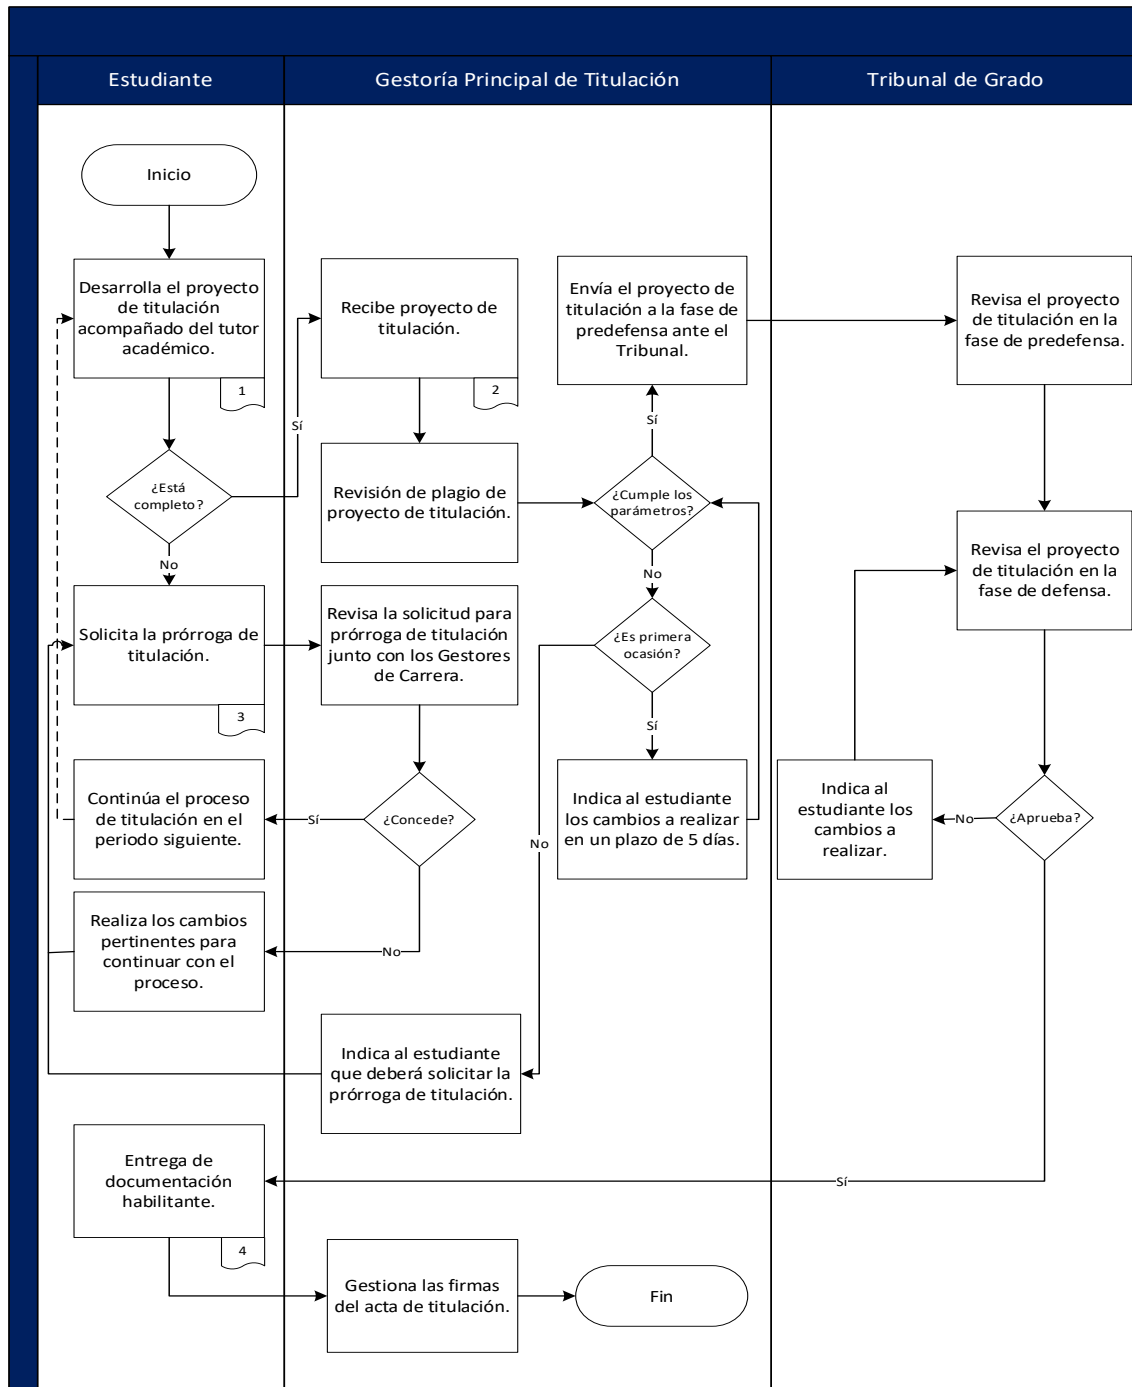 Estudiante
Gestoría Principal de Titulación
Tribunal de Grado
Inicio
Desarrolla el proyecto
de titulación
acompañado del tutor
académico.
1
¿Está
completo?
Sí
No
Recibe proyecto de
titulación.
2
Envía el proyecto de
titulación a la fase de
predefensa ante el
Tribunal.
Revisa el proyecto
de titulación en la
fase de predefensa.
Sí
Revisión de plagio de
proyecto de titulación.
¿Cumple los
parámetros?
No
Revisa el proyecto
de titulación en la
fase de defensa.
Solicita la prórroga de
titulación.
3
Revisa la solicitud para
prórroga de titulación
junto con los Gestores
de Carrera.
¿Es primera
ocasión?
Sí
No
Continúa el proceso
de titulación en el
periodo siguiente.
Sí
¿Concede?
No
Indica al estudiante
los cambios a realizar
en un plazo de 5 días.
Indica al
estudiante los
cambios a
realizar.
No
¿Aprueba?
Sí
Realiza los cambios
pertinentes para
continuar con el
proceso.
Indica al estudiante
que deberá solicitar la
prórroga de titulación.
Entrega de
documentación
habilitante.
4
Gestiona las firmas
del acta de titulación.
Fin